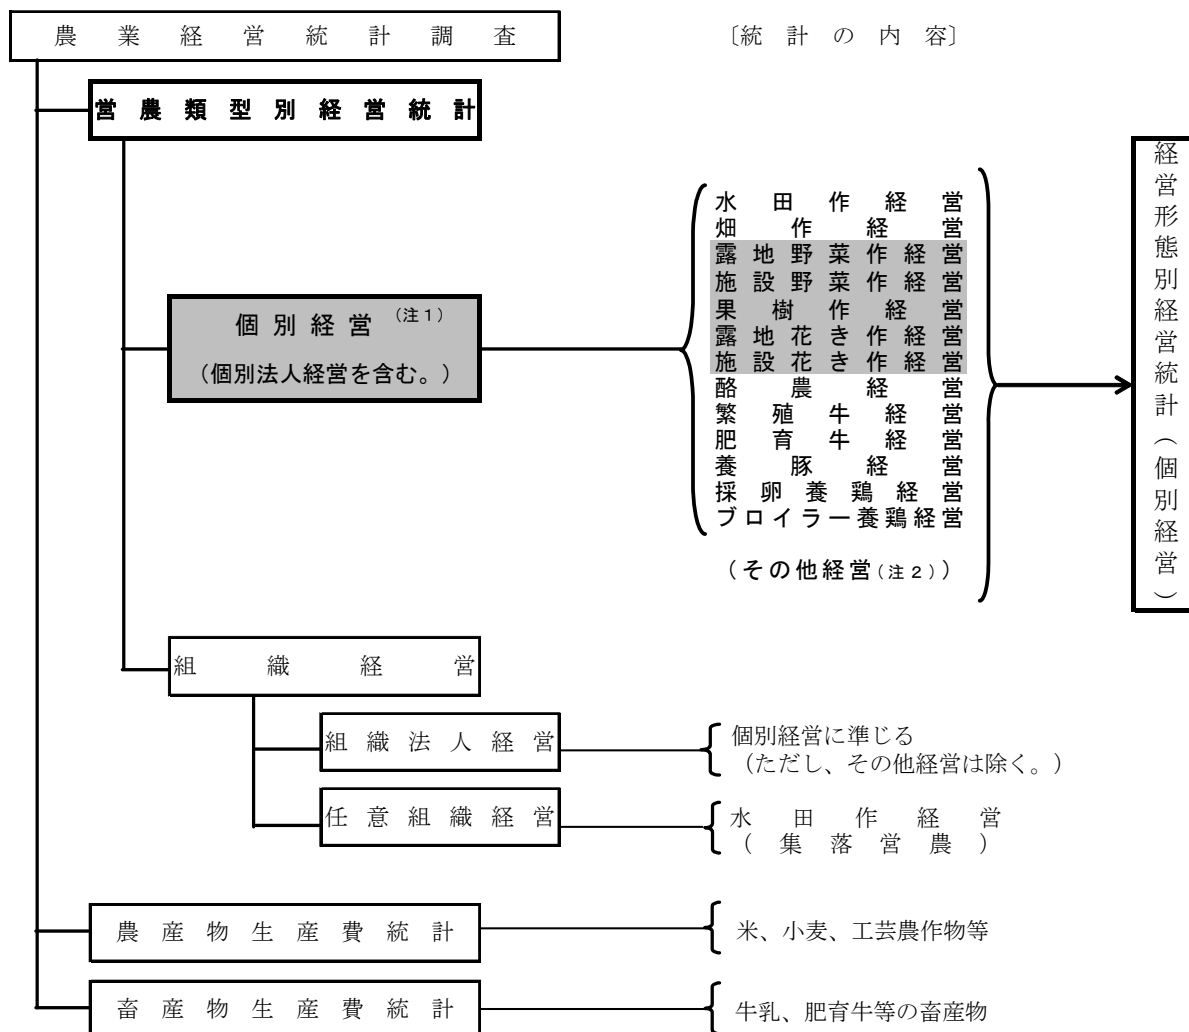 農業経営統計調査
〔統計の内容〕
営農類型別経営統計
個別経営（注１）
（個別法人経営を含む。）
水田作経営
畑作経営
露地野菜作経営
施設野菜作経営
果樹作経営
露地花き作経営
施設花き作経営
酪農経営
繁殖牛経営
肥育牛経営
養豚経営
採卵養鶏経営
ブロイラー養鶏経営
（その他経営（注２））
経営形態別経営統計（個別経営）
組織経営
組織法人経営
個別経営に準じる
（ただし、その他経営は除く。）
任意組織経営
水田作経営
（集落営農）
農産物生産費統計
米、小麦、工芸農作物等
畜産物生産費統計
牛乳、肥育牛等の畜産物